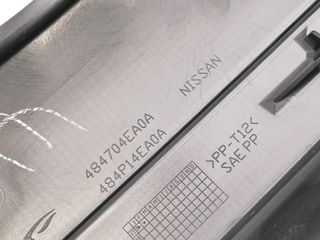 NISSAN
484704EA0A
484P14EA0A
>PP-T12<
SAE PP